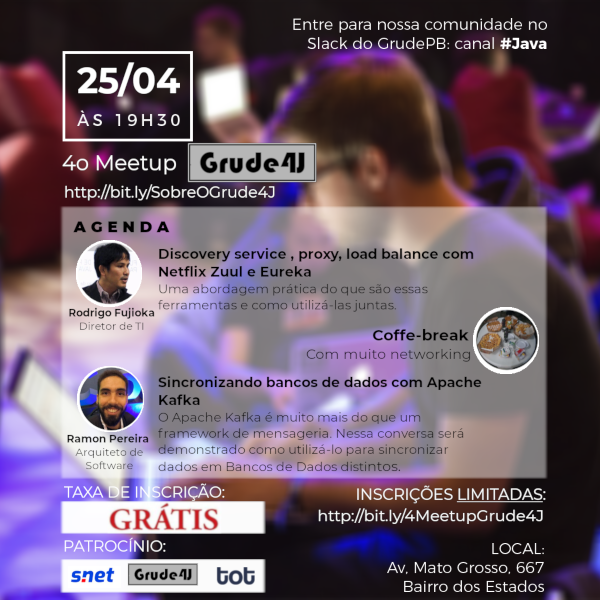 Entre para nossa comunidade no
Slack do GrudePB: canal #Java
25/04
ÀS 19H30
4o Meetup Grude4J
http://bit.ly/SobreOGrude4J
AGENDA
Discovery service , proxy, load balance com
Netflix Zuul e Eureka
Uma abordagem prática do que são essas
ferramentas e como utilizá-las juntas.
Rodrigo Fujioka
Diretor de TI
Coffe-break
Com muito networking
Sincronizando bancos de dados com Apache
Kafka
O Apache Kafka é muito mais do que um
framework de mensageria. Nessa conversa será
demonstrado como utilizá-lo para sincronizar
dados em Bancos de Dados distintos.
Ramon Pereira
Arquiteto de
Software
TAXA DE INSCRIÇÃO:
GRÁTIS
INSCRIÇÕES LIMITADAS:
http://bit.ly/4MeetupGrude4J
PATROCÍNIO:
snet Grude4J tot
LOCAL:
Av, Mato Grosso, 667
Bairro dos Estados